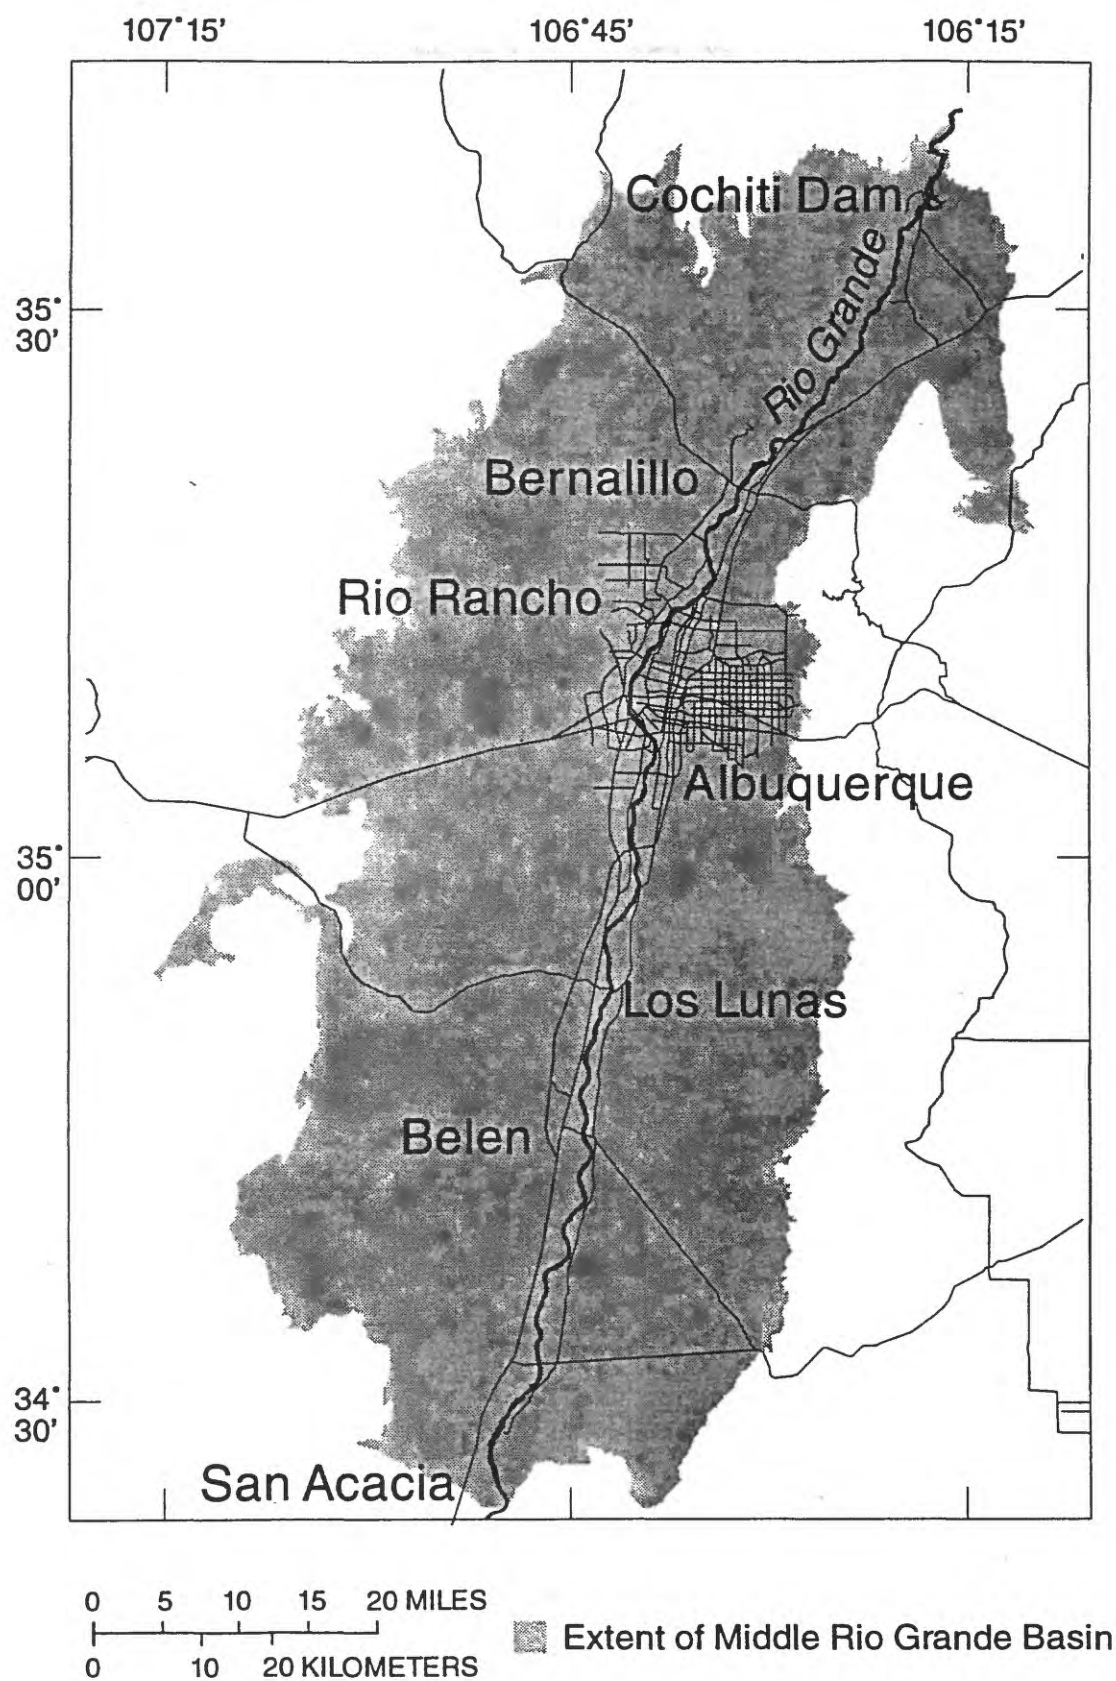 107°15' 106°45' 106°15'
Cochiti Dam
35°
30'
Rio Grande
Bernalillo
Rio Rancho
Albuquerque
35°
00'
Los Lunas
Belen
34°
30'
San Acacia
0 5 10 15 20 MILES
0 10 20 KILOMETERS
Extent of Middle Rio Grande Basin